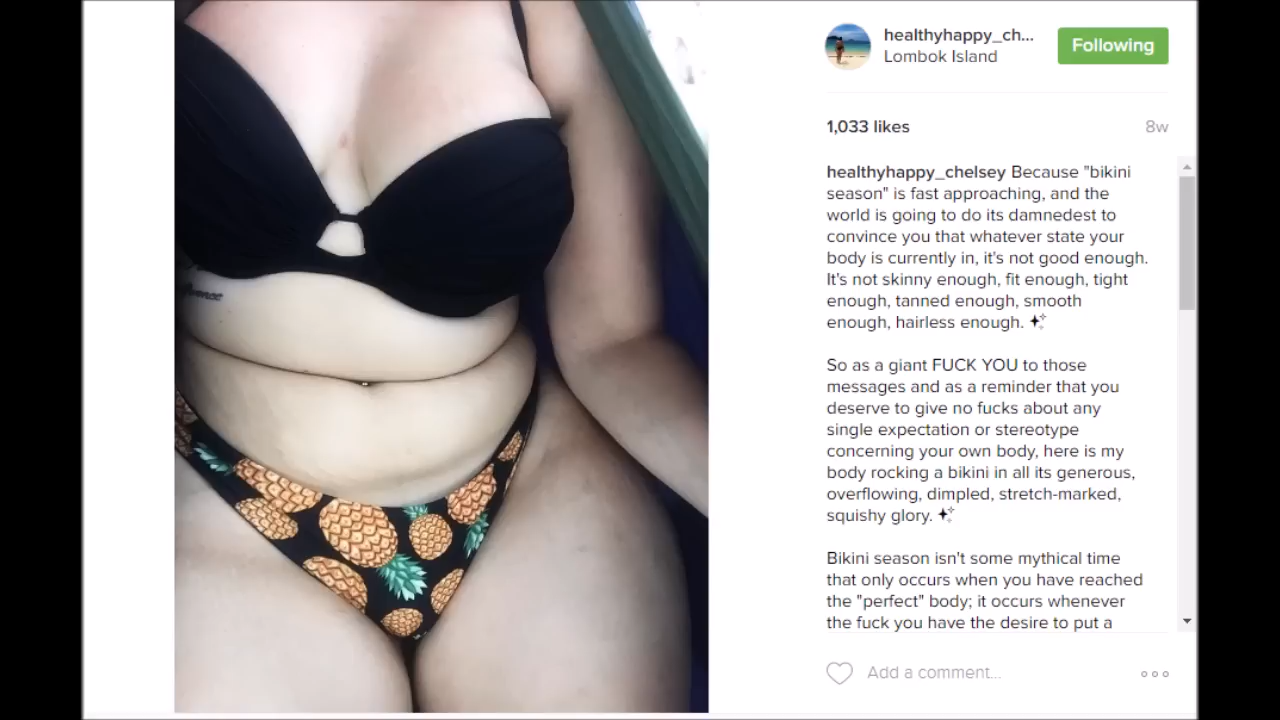 healthyhappy_ch...
Following
Lombok Island
1,033 likes
8w
healthyhappy_chelsey Because "bikini
season" is fast approaching, and the
world is going to do its damnedest to
convince you that whatever state your
body is currently in, it's not good enough.
It's not skinny enough, fit enough, tight
enough, tanned enough, smooth
enough, hairless enough.
So as a giant FUCK YOU to those
messages and as a reminder that you
deserve to give no fucks about any
single expectation or stereotype
concerning your own body, here is my
body rocking a bikini in all its generous,
overflowing, dimpled, stretch-marked,
squishy glory.
Bikini season isn't some mythical time
that only occurs when you have reached
the "perfect" body; it occurs whenever
the fuck you have the desire to put a
Add a comment...